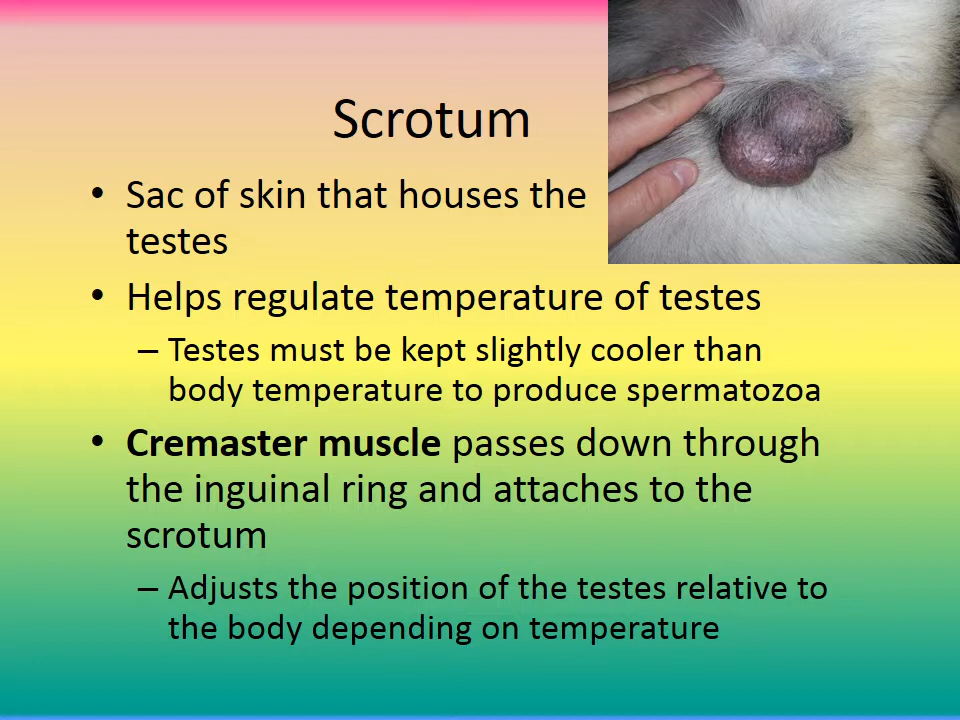 Scrotum
• Sac of skin that houses the
testes
• Helps regulate temperature of testes
– Testes must be kept slightly cooler than
body temperature to produce spermatozoa
• Cremaster muscle passes down through
the inguinal ring and attaches to the
scrotum
– Adjusts the position of the testes relative to
the body depending on temperature